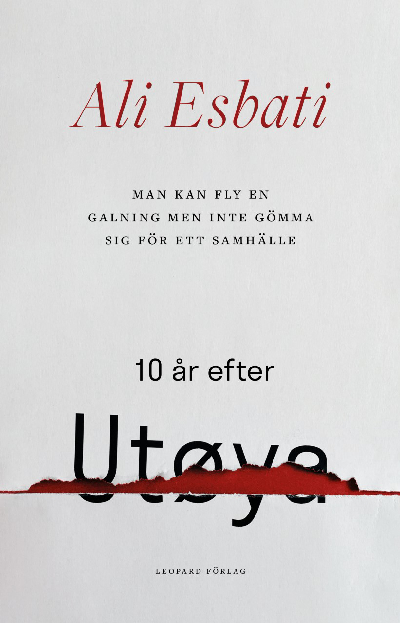 Ali Esbati
MAN KAN FLY EN
GALNING MEN INTE GÖMMA
SIG FÖR ETT SAMHÄLLE
10 år efter
Utøya
LEOPARD FÖRLAG